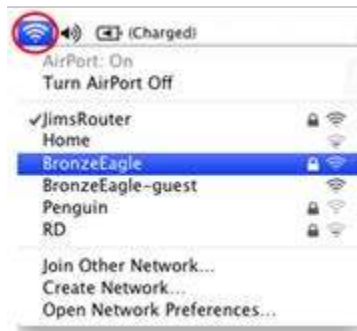 (Charged)
AirPort: On
Turn AirPort Off
JimsRouter
Home
BronzeEagle
BronzeEagle-guest
Penguin
RD
Join Other Network...
Create Network...
Open Network Preferences...